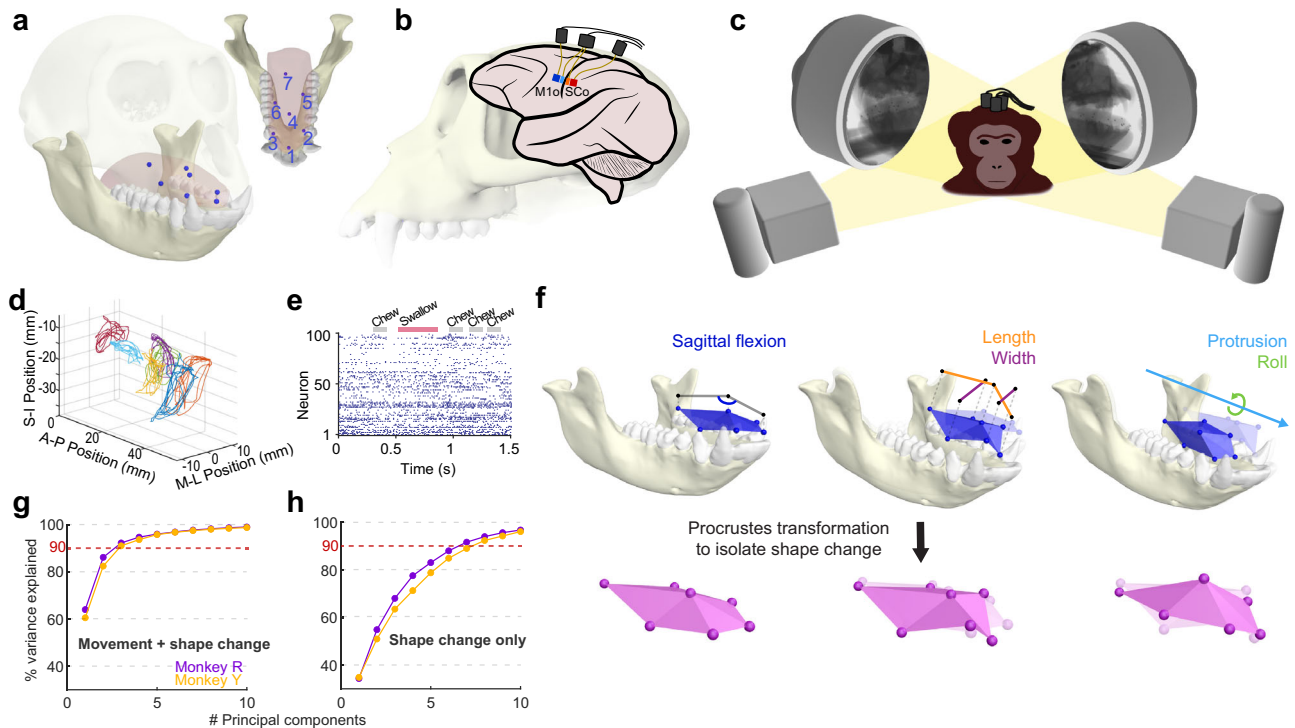 a
7
6
5
4
3
2
1
b
M1o SCo
c
d
S-I Position (mm)
-10
-20
-30
0
20
40
A-P Position (mm)
-10
0
10
M-L Position (mm)
e
Chew
Swallow
Chew
Chew
Chew
Neuron
100
50
1
0
0.5
1
1.5
Time (s)
f
Sagittal flexion
Length
Width
Protrusion
Roll
Procrustes transformation
to isolate shape change
g
% variance explained
100
90
80
60
40
Movement + shape change
Monkey R
Monkey Y
0
5
10
h
100
90
80
60
40
Shape change only
0
5
10
# Principal components